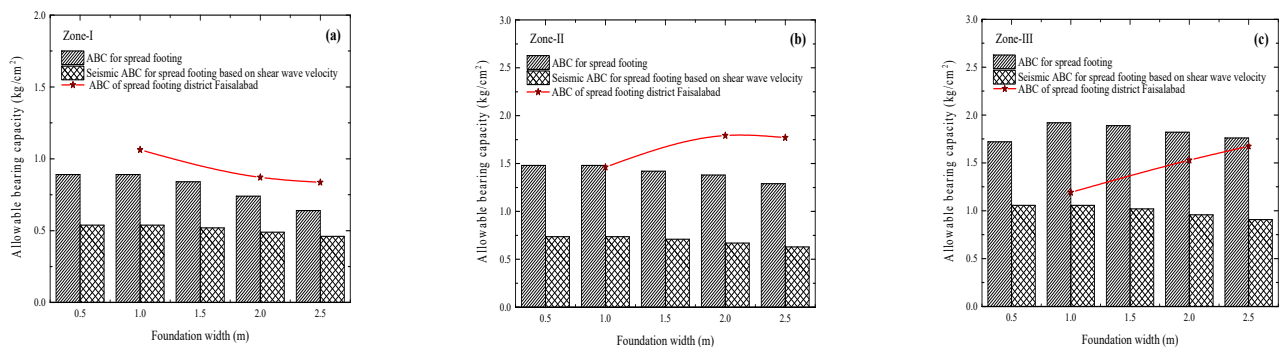 Zone-I
(a)
ABC for spread footing
Seismic ABC for spread footing based on shear wave velocity
ABC of spread footing district Faisalabad
Allowable bearing capacity (kg/cm²)
2.0
1.5
1.0
0.5
0.0
0.5 1.0 1.5 2.0 2.5
Foundation width (m)
Zone-II
(b)
ABC for spread footing
Seismic ABC for spread footing based on shear wave velocity
ABC of spread footing district Faisalabad
Allowable bearing capacity (kg/cm²)
3.0
2.5
2.0
1.5
1.0
0.5
0.0
0.5 1.0 1.5 2.0 2.5
Foundation width (m)
Zone-III
(c)
ABC for spread footing
Seismic ABC for spread footing based on shear wave velocity
ABC of spread footing district Faisalabad
Allowable bearing capacity (kg/cm²)
3.0
2.5
2.0
1.5
1.0
0.5
0.0
0.5 1.0 1.5 2.0 2.5
Foundation width (m)